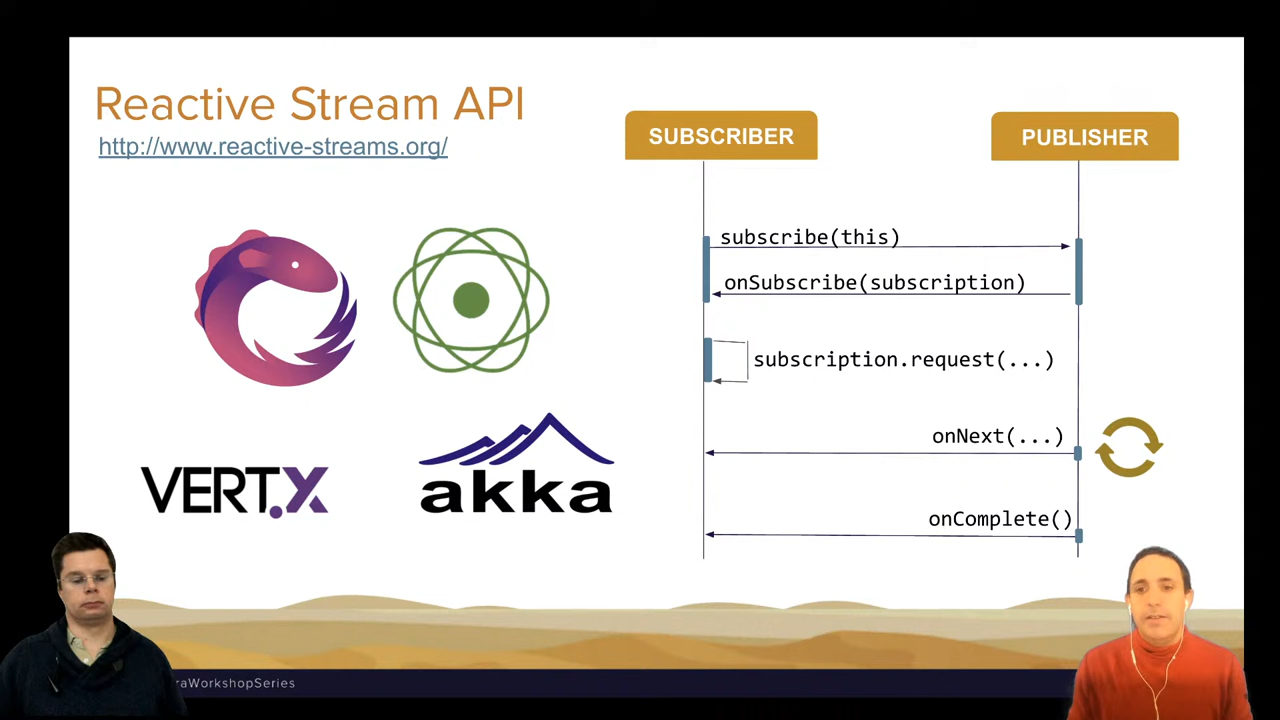 Reactive Stream API
http://www.reactive-streams.org/
VERT.X
akka
SUBSCRIBER
PUBLISHER
subscribe(this)
onSubscribe(subscription)
subscription.request(...)
onNext(...)
onComplete()
raWorkshopSeries